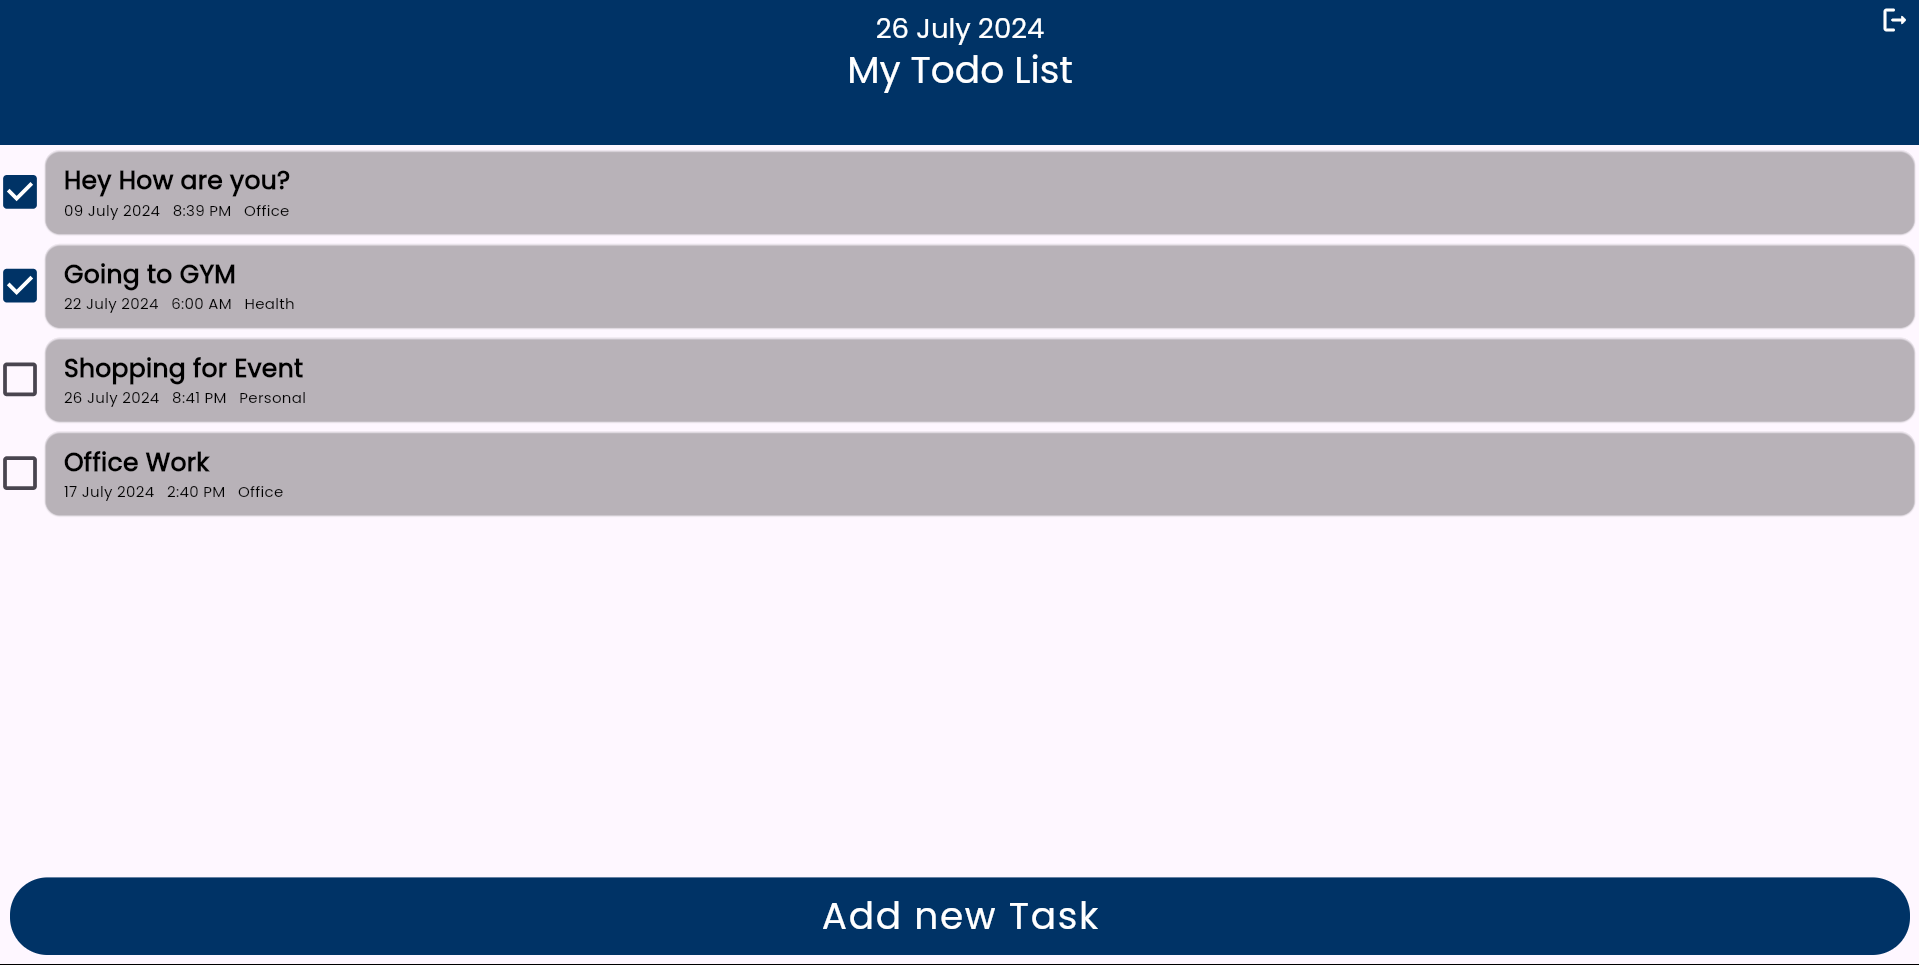 26 July 2024
My Todo List
Hey How are you?
09 July 2024 8:39 PM Office
Going to GYM
22 July 2024 6:00 AM Health
Shopping for Event
26 July 2024 8:41 PM Personal
Office Work
17 July 2024 2:40 PM Office
Add new Task